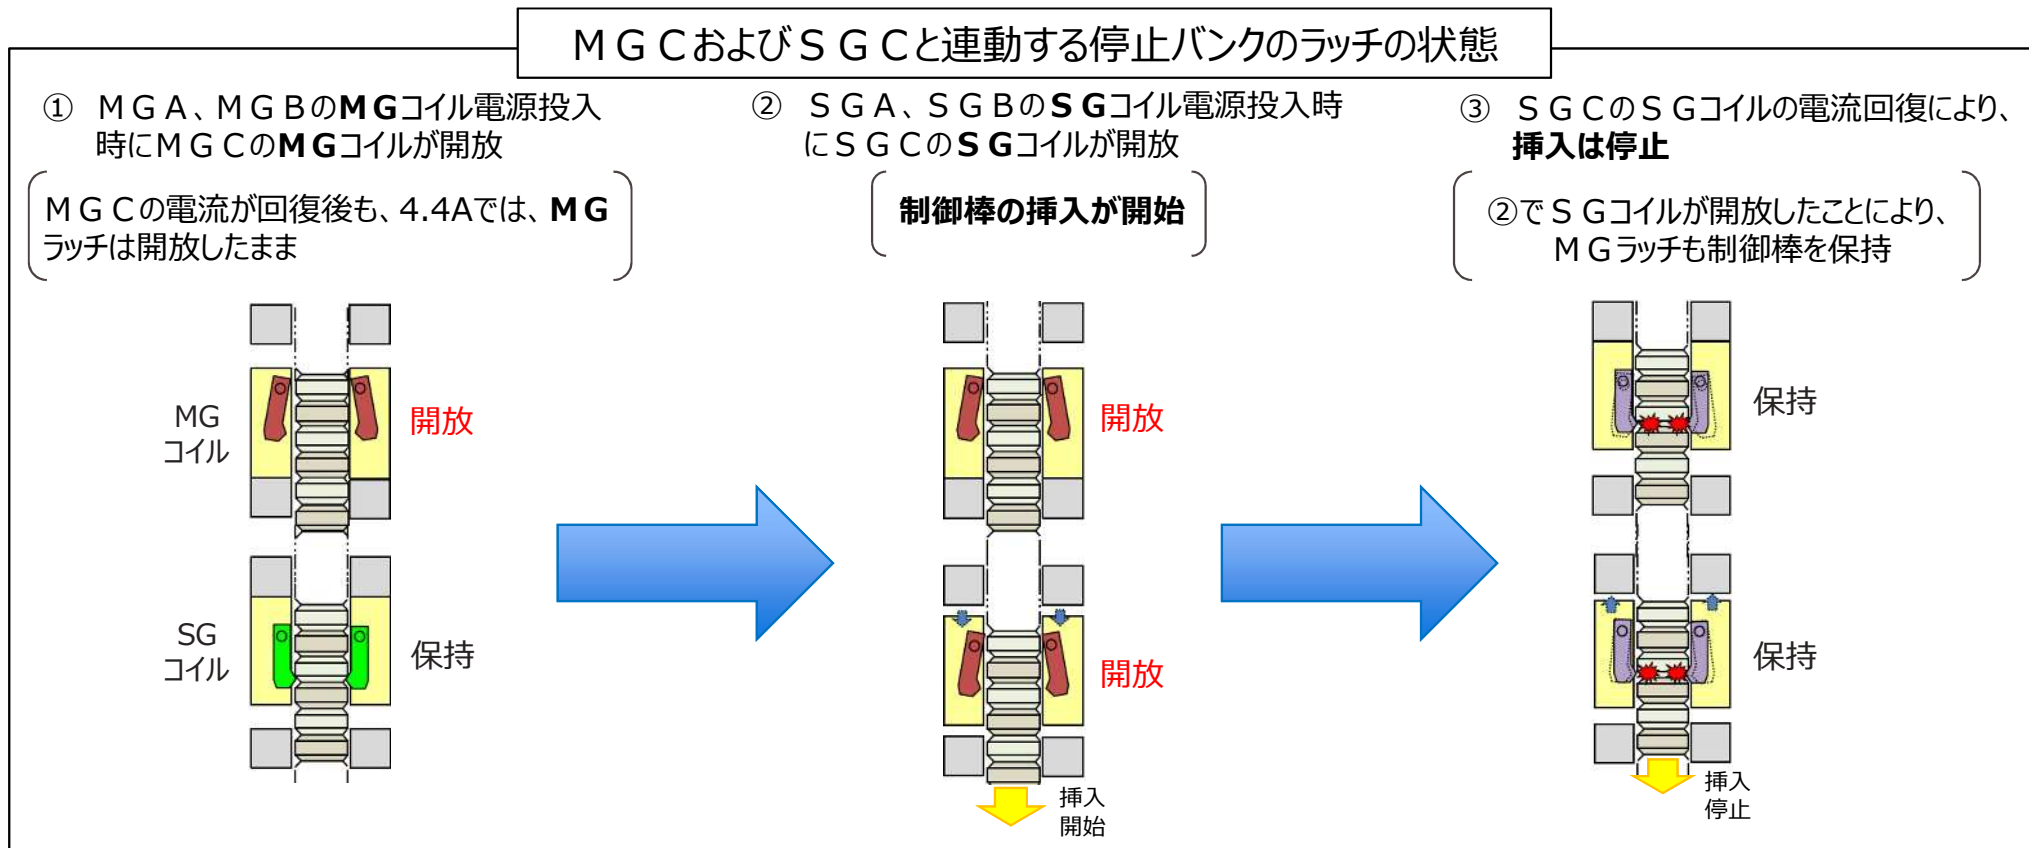 ＭＧＣおよびＳＧＣと連動する停止バンクのラッチの状態
① ＭＧＡ、ＭＧＢのＭＧコイル電源投入
時にＭＧＣのＭＧコイルが開放
ＭＧＣの電流が回復後も、4.4Aでは、ＭＧ
ラッチは開放したまま
MG
コイル
開放
SG
コイル
保持
② ＳＧＡ、ＳＧＢのＳＧコイル電源投入時
にＳＧＣのＳＧコイルが開放
制御棒の挿入が開始
開放
開放
挿入
開始
③ ＳＧＣのＳＧコイルの電流回復により、
挿入は停止
②でＳＧコイルが開放したことにより、
ＭＧラッチも制御棒を保持
保持
保持
挿入
停止